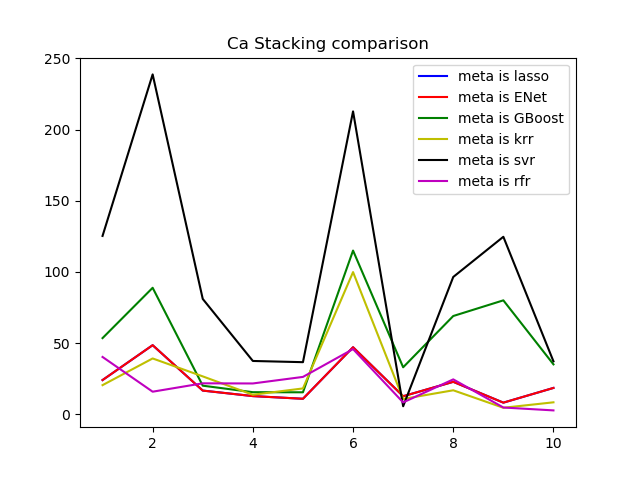 Ca Stacking comparison
250
200
150
100
50
0
2
4
6
8
10
meta is lasso
meta is ENet
meta is GBoost
meta is krr
meta is svr
meta is rfr